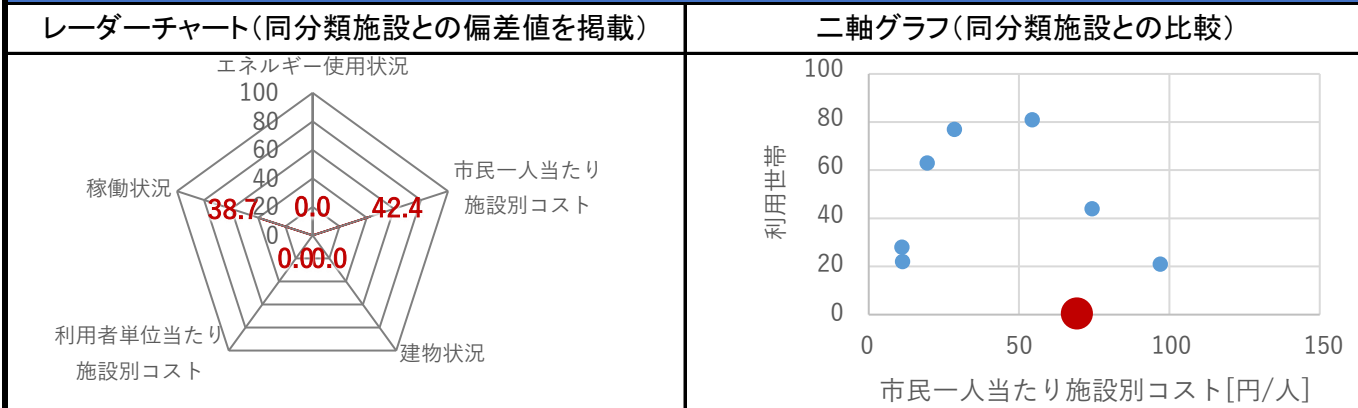 レーダーチャート(同分類施設との偏差値を掲載)
二軸グラフ(同分類施設との比較)
エネルギー使用状況
100
80
60
40
20
0
市民一人当たり
施設別コスト
稼働状況
38.7
0.0
42.4
0.0
0.0
利用者単位当たり
施設別コスト
建物状況
100
80
60
40
20
0
利用世帯
0
50
100
150
市民一人当たり施設別コスト[円/人]